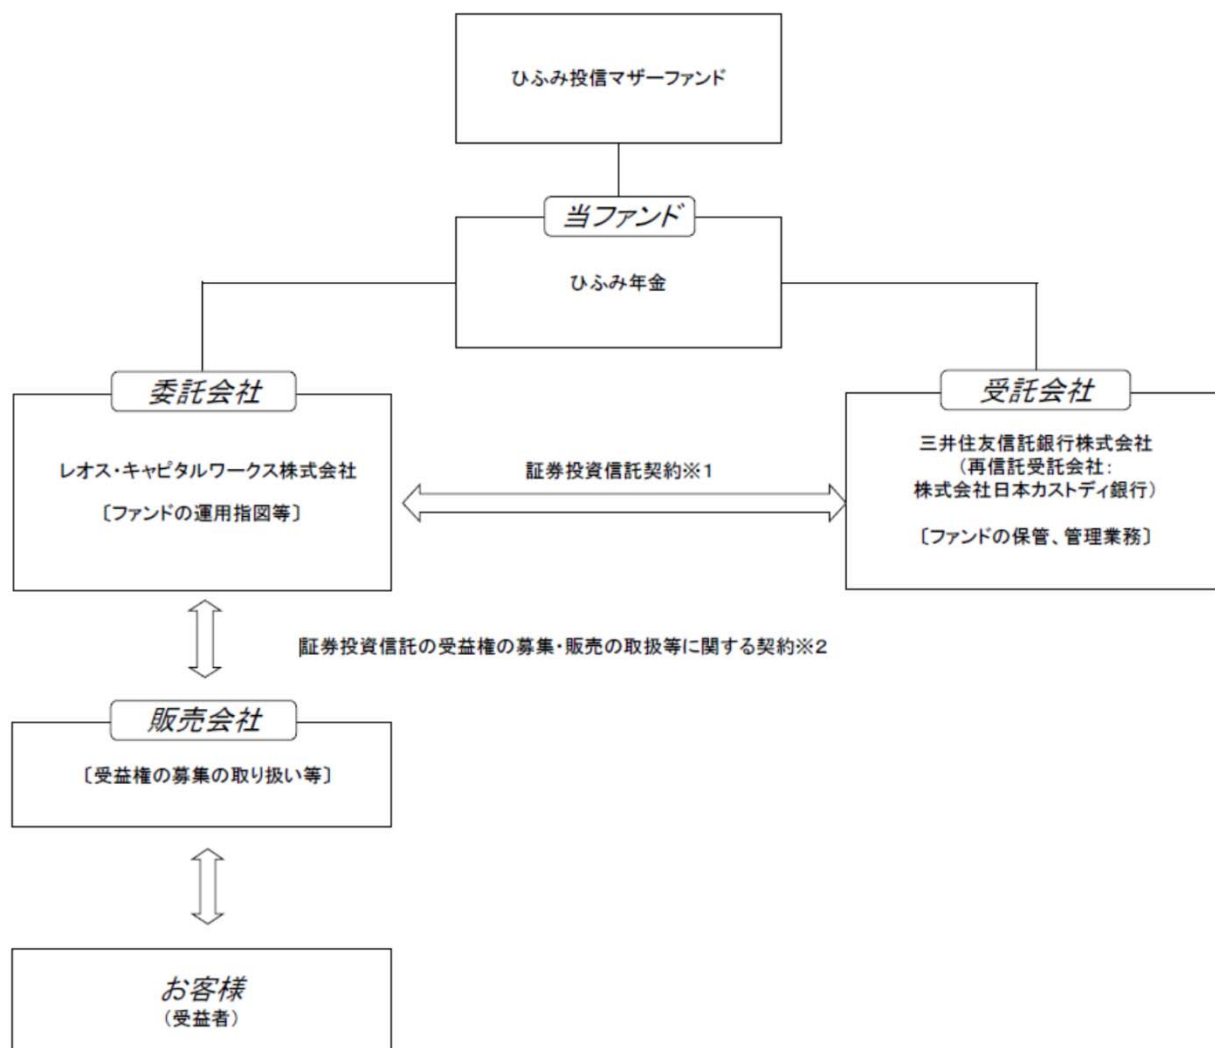 ひふみ投信マザーファンド
当ファンド
ひふみ年金
委託会社
レオス・キャピタルワークス株式会社
〔ファンドの運用指図等〕
証券投資信託契約※1
受託会社
三井住友信託銀行株式会社
(再信託受託会社:
株式会社日本カストディ銀行)
〔ファンドの保管、管理業務〕
証券投資信託の受益権の募集・販売の取扱等に関する契約※2
販売会社
〔受益権の募集の取り扱い等〕
お客様
(受益者)